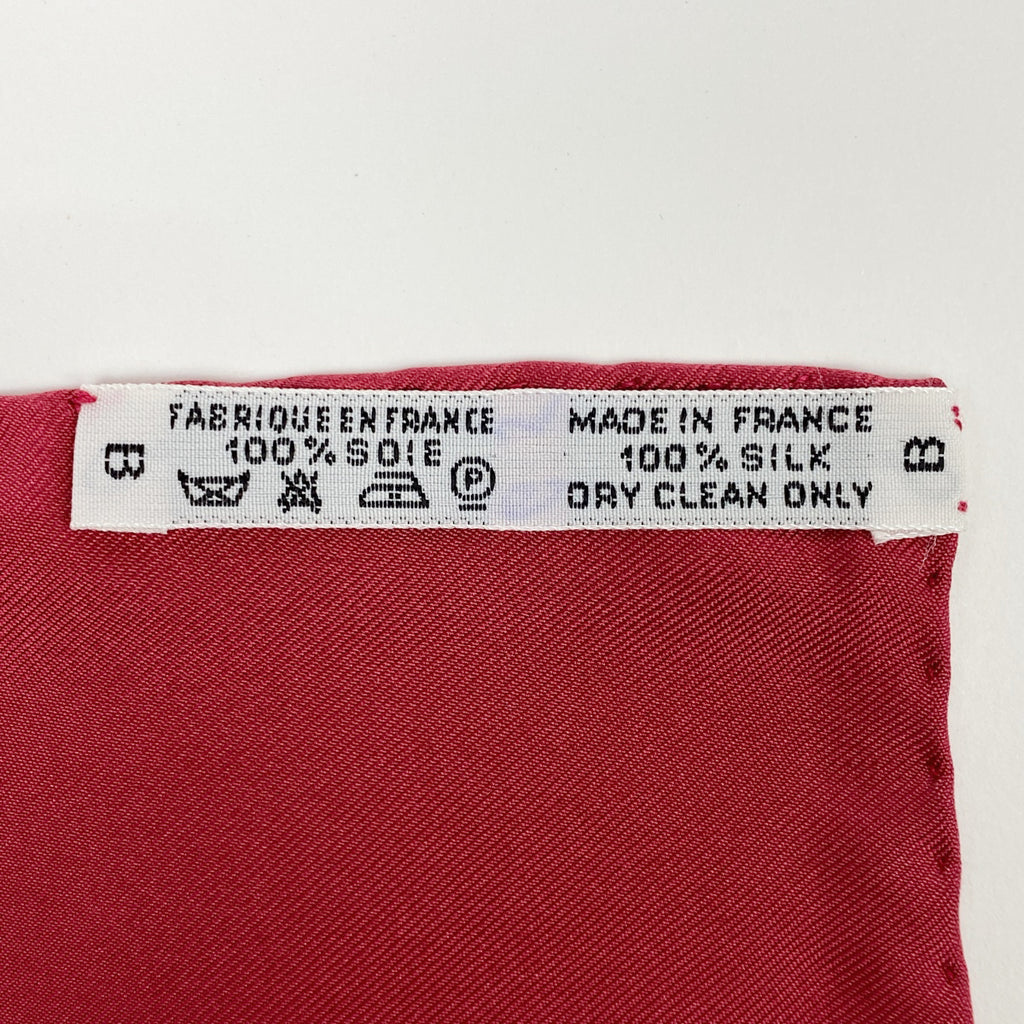 B
FABRIQUE EN FRANCE
100% SOIE
P
MADE IN FRANCE
100% SILK
DRY CLEAN ONLY
B